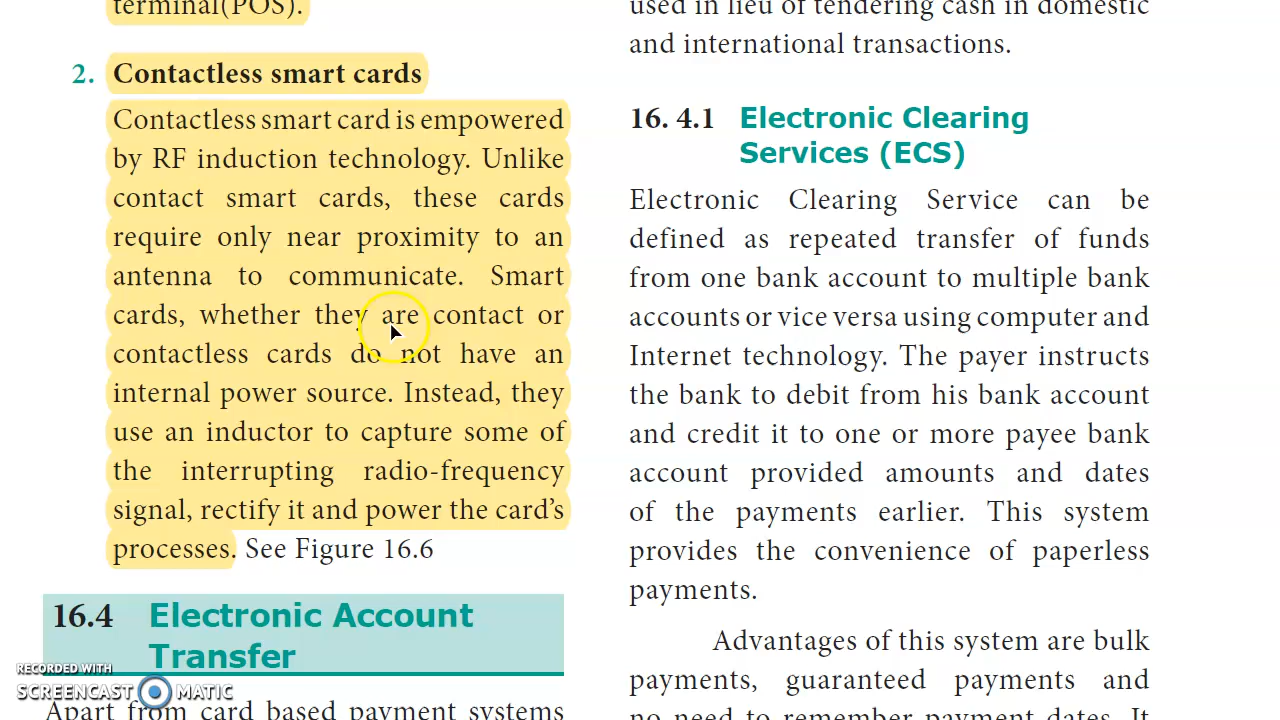 terminal(POS).
2. Contactless smart cards
Contactless smart card is empowered
by RF induction technology. Unlike
contact smart cards, these cards
require only near proximity to an
antenna to communicate. Smart
cards, whether they are contact or
contactless cards do not have an
internal power source. Instead, they
use an inductor to capture some of
the interrupting radio-frequency
signal, rectify it and power the card's
processes. See Figure 16.6
16.4 Electronic Account
Transfer
Apart from card based payment systems
used in lieu of tendering cash in domestic
and international transactions.
16. 4.1 Electronic Clearing
Services (ECS)
Electronic Clearing Service can be
defined as repeated transfer of funds
from one bank account to multiple bank
accounts or vice versa using computer and
Internet technology. The payer instructs
the bank to debit from his bank account
and credit it to one or more payee bank
account provided amounts and dates
of the payments earlier. This system
provides the convenience of paperless
payments.
Advantages of this system are bulk
payments, guaranteed payments and
no need to remember payment dates. It
RECORDED WITH
SCREENCAST MATIC